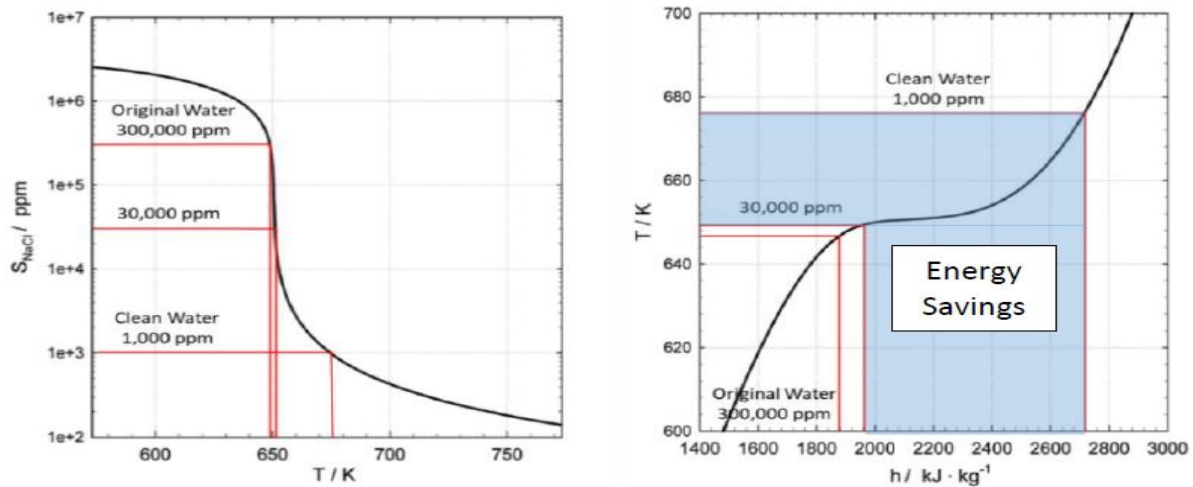 1e+7
1e+6
1e+5
1e+4
1e+3
1e+2
S_NaCl / ppm
Original Water
300,000 ppm
30,000 ppm
Clean Water
1,000 ppm
600
650
700
750
T / K
700
680
660
640
620
600
T / K
Clean Water
1,000 ppm
30,000 ppm
Energy
Savings
Original Water
300,000 ppm
1400
1600
1800
2000
2200
2400
2600
2800
3000
h / kJ · kg⁻¹